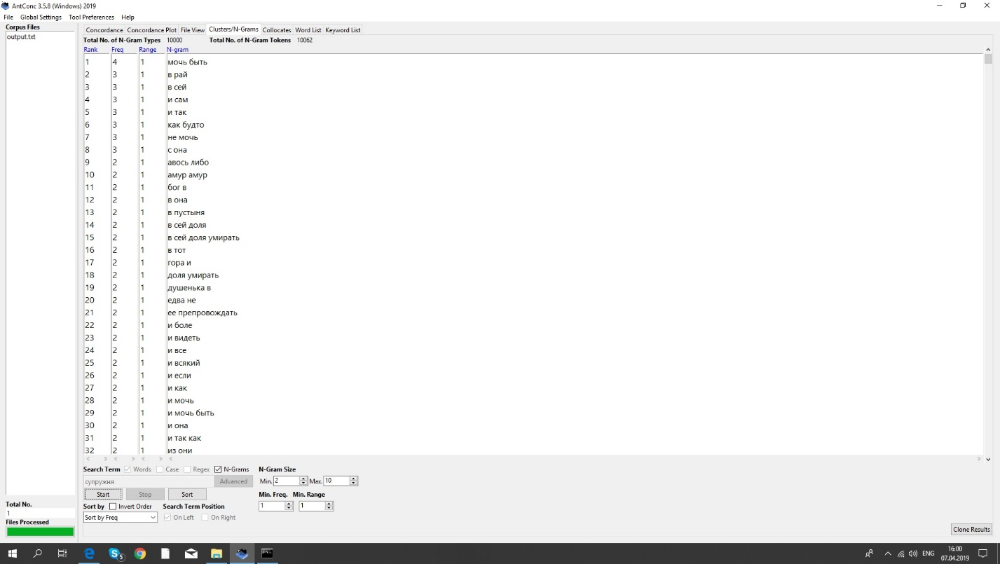 AntConc 3.5.8 (Windows) 2019
File Global Settings Tool Preferences Help
Corpus Files
output.txt
Concordance Concordance Plot File View Clusters/N-Grams Collocates Word List Keyword List
Total No. of N-Gram Types 10000 Total No. of N-Gram Tokens 10062
Rank Freq Range N-gram
1 4 1 мочь быть
2 3 1 в рай
3 3 1 в сей
4 3 1 и сам
5 3 1 и так
6 3 1 как будто
7 3 1 не мочь
8 3 1 с она
9 2 1 авось либо
10 2 1 амур амур
11 2 1 бог в
12 2 1 в она
13 2 1 в пустыня
14 2 1 в сей доля
15 2 1 в сей доля умирать
16 2 1 в тот
17 2 1 гора и
18 2 1 доля умирать
19 2 1 душенька в
20 2 1 едва не
21 2 1 ее препровождать
22 2 1 и боле
23 2 1 и видеть
24 2 1 и все
25 2 1 и всякий
26 2 1 и если
27 2 1 и как
28 2 1 и мочь
29 2 1 и мочь быть
30 2 1 и она
31 2 1 и так как
32 2 1 из они
Search Term Words Case Regex N-Grams N-Gram Size
супружня Advanced Min. 2 Max. 10
Start Stop Sort Min. Freq. Min. Range
Sort by Invert Order Search Term Position 1 1
Sort by Freq On Left On Right
Total No.
1
Files Processed
Clone Results
5
ENG 16:00
07.04.2019